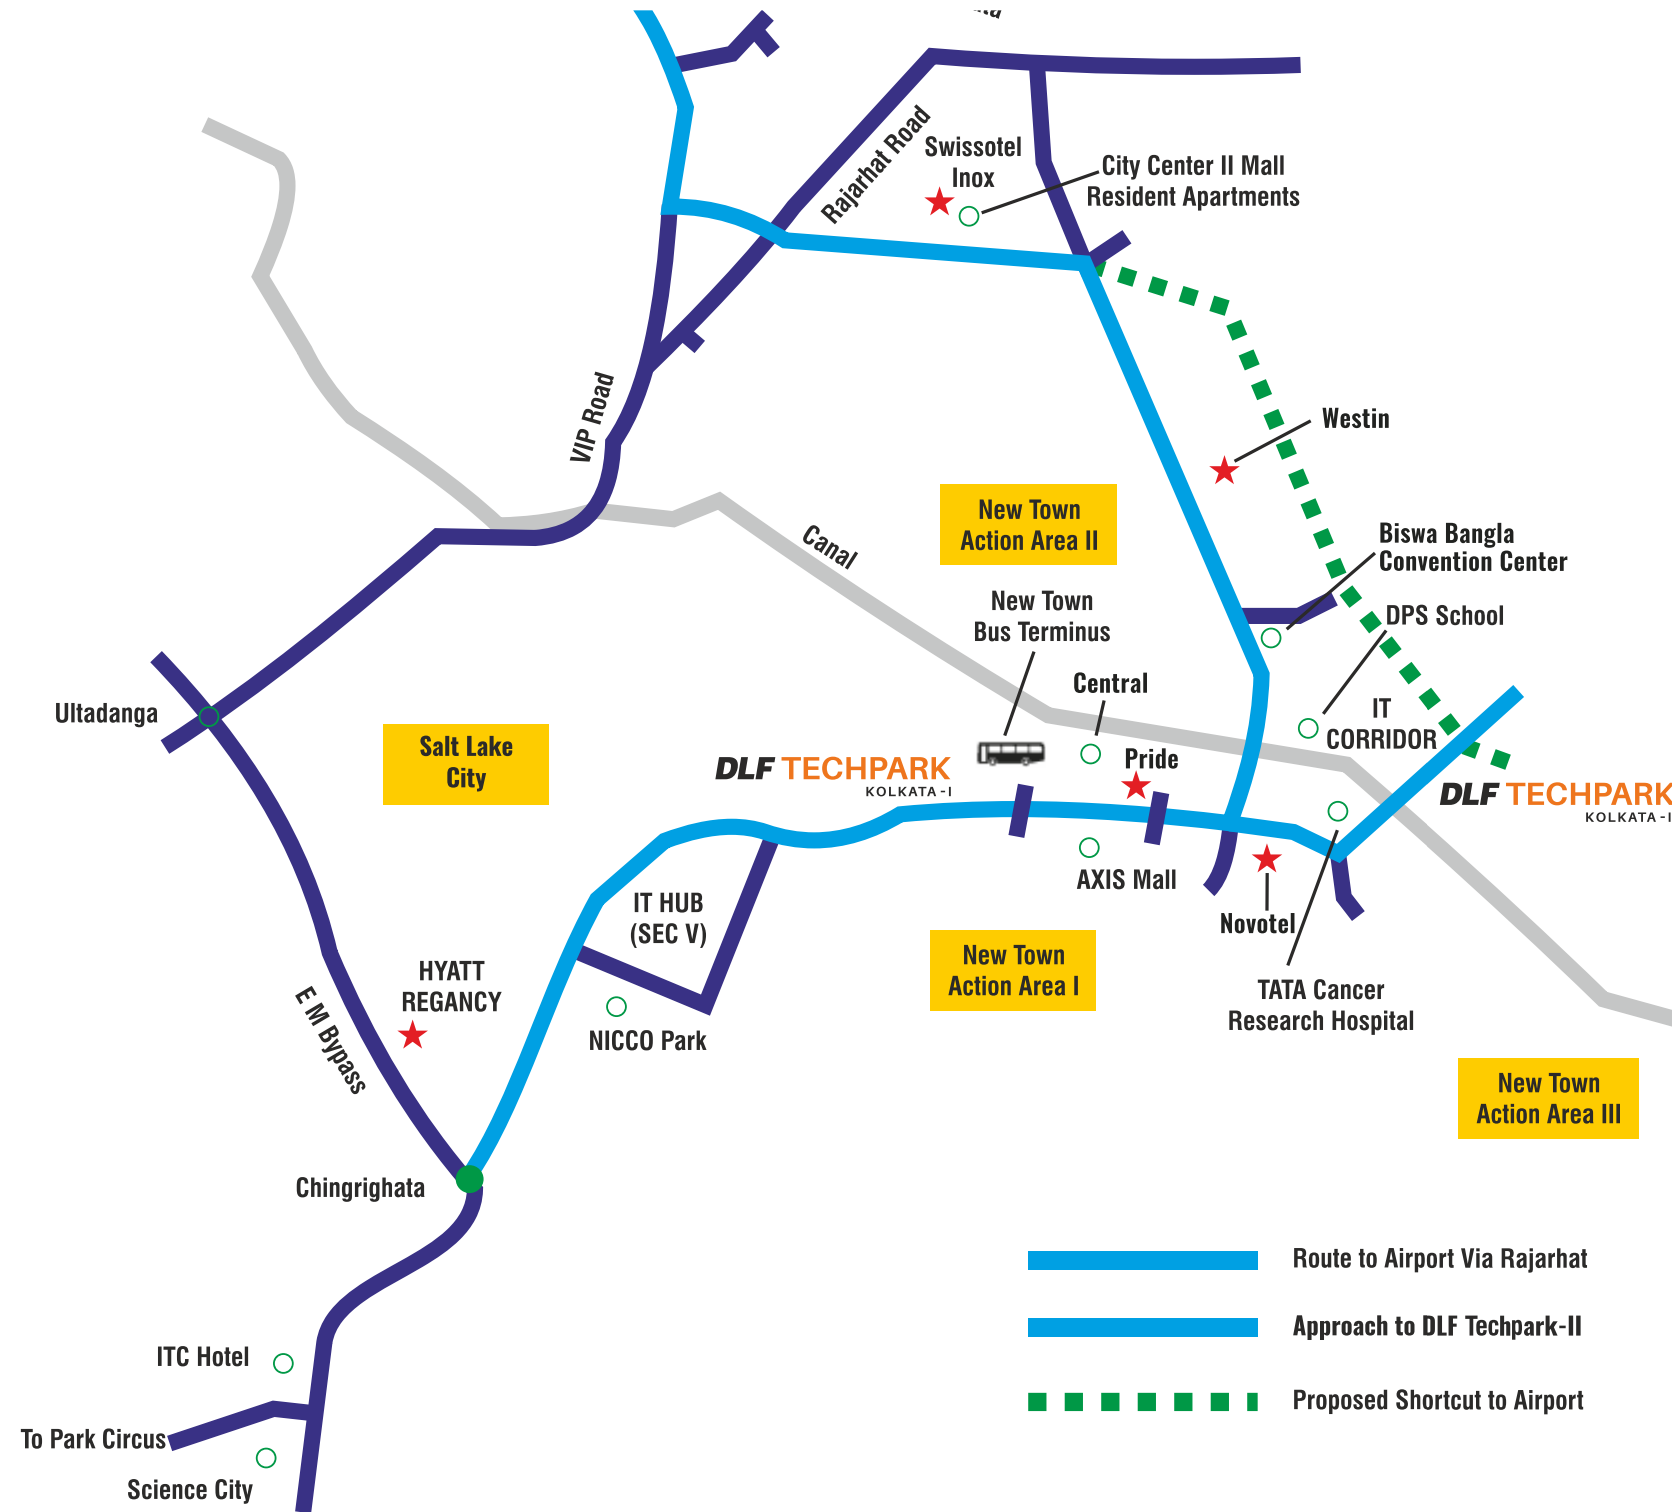 Rajarhat Road
Swissotel
Inox
City Center II Mall
Resident Apartments
VIP Road
Westin
New Town
Action Area II
Canal
Biswa Bangla
Convention Center
New Town
Bus Terminus
DPS School
Central
IT
CORRIDOR
Ultadanga
Salt Lake
City
DLF TECHPARK
KOLKATA-I
Pride
DLF TECHPARK
KOLKATA-I
AXIS Mall
IT HUB
(SEC V)
Novotel
New Town
Action Area I
HYATT
REGANCY
E M Bypass
NICCO Park
TATA Cancer
Research Hospital
New Town
Action Area III
Chingrighata
Route to Airport Via Rajarhat
Approach to DLF Techpark-II
Proposed Shortcut to Airport
ITC Hotel
To Park Circus
Science City